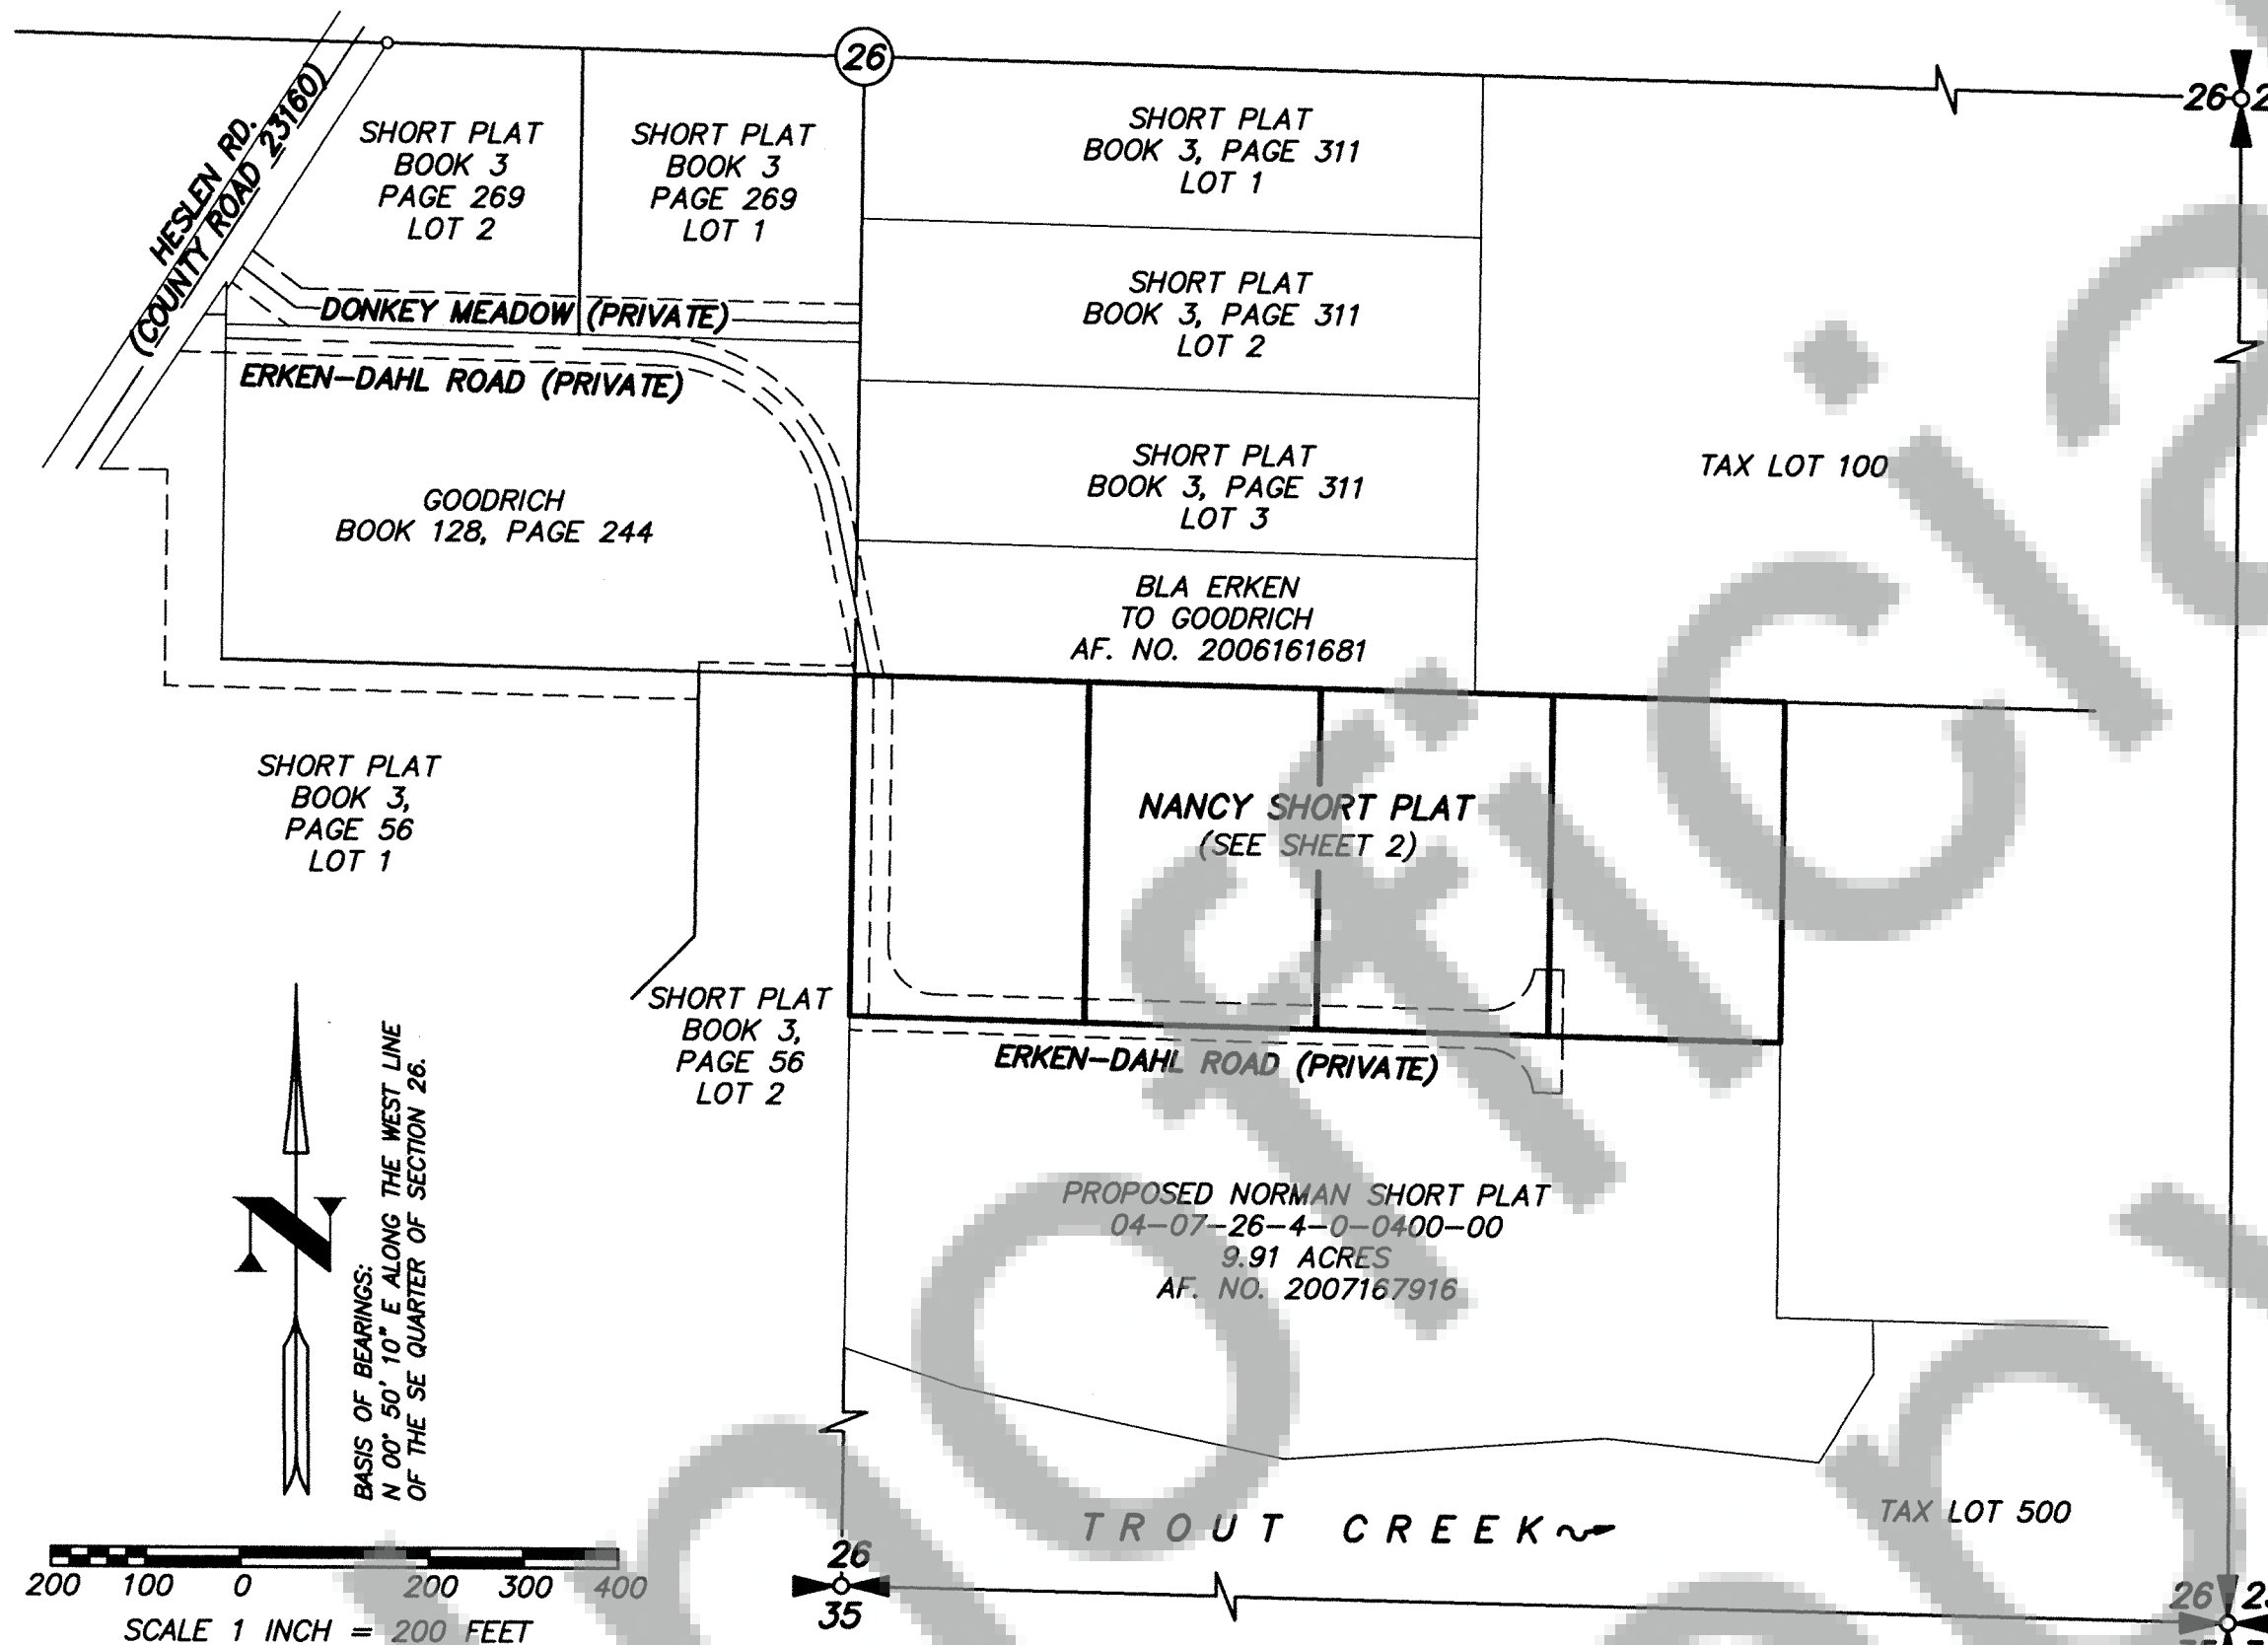 26
26
HESLEN RD.
(COUNTY ROAD 23160)
SHORT PLAT
BOOK 3
PAGE 269
LOT 2
SHORT PLAT
BOOK 3
PAGE 269
LOT 1
SHORT PLAT
BOOK 3, PAGE 311
LOT 1
SHORT PLAT
BOOK 3, PAGE 311
LOT 2
DONKEY MEADOW (PRIVATE)
ERKEN-DAHL ROAD (PRIVATE)
SHORT PLAT
BOOK 3, PAGE 311
LOT 3
TAX LOT 100
GOODRICH
BOOK 128, PAGE 244
BLA ERKEN
TO GOODRICH
AF. NO. 2006161681
SHORT PLAT
BOOK 3,
PAGE 56
LOT 1
NANCY SHORT PLAT
(SEE SHEET 2)
SHORT PLAT
BOOK 3,
PAGE 56
LOT 2
ERKEN-DAHL ROAD (PRIVATE)
PROPOSED NORMAN SHORT PLAT
04-07-26-4-0-0400-00
9.91 ACRES
AF. NO. 2007167916
BASIS OF BEARINGS:
N 00° 50' 10" E ALONG THE WEST LINE
OF THE SE QUARTER OF SECTION 26.
N
TROUT CREEK
TAX LOT 500
26
35
26
200 100 0 200 300 400
SCALE 1 INCH = 200 FEET